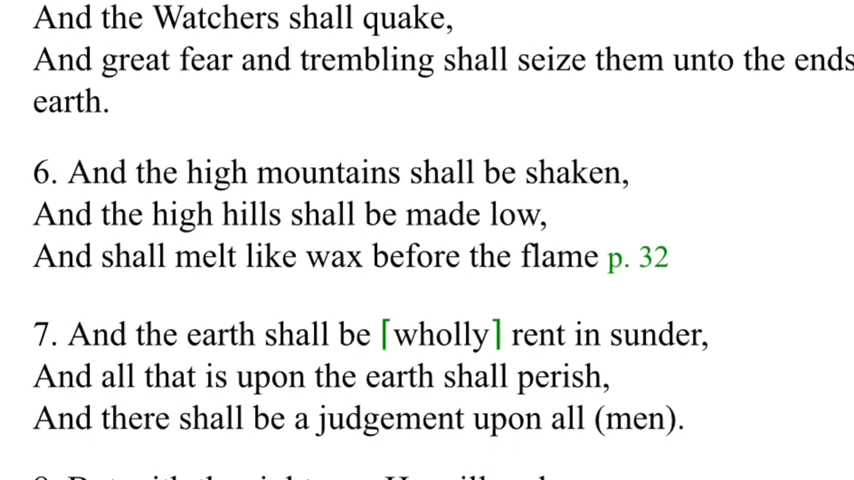 And the Watchers shall quake,
And great fear and trembling shall seize them unto the ends
earth.
6. And the high mountains shall be shaken,
And the high hills shall be made low,
And shall melt like wax before the flame p. 32
7. And the earth shall be ⌈wholly⌉ rent in sunder,
And all that is upon the earth shall perish,
And there shall be a judgement upon all (men).